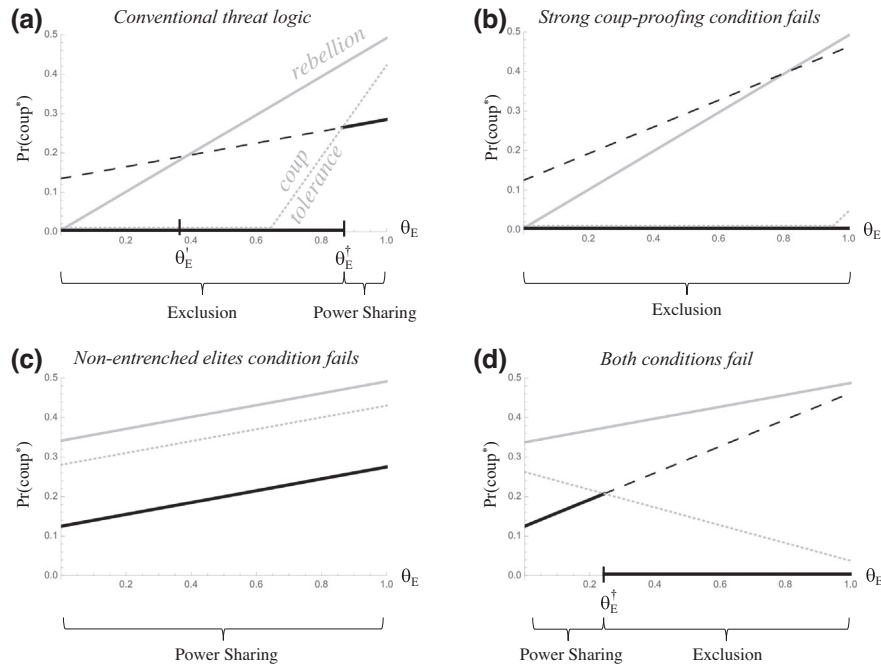 (a) Conventional threat logic
0.5
0.4
0.3
0.2
0.1
0.0
Pr(coup*)
rebellion
coup
tolerance
0.2 0.4 0.6 0.8 1.0
θE
θ'E
θ†E
Exclusion
Power Sharing
(b) Strong coup-proofing condition fails
0.5
0.4
0.3
0.2
0.1
0.0
Pr(coup*)
0.2 0.4 0.6 0.8 1.0
θE
Exclusion
(c) Non-entrenched elites condition fails
0.5
0.4
0.3
0.2
0.1
0.0
Pr(coup*)
0.2 0.4 0.6 0.8 1.0
θE
Power Sharing
(d) Both conditions fail
0.5
0.4
0.3
0.2
0.1
0.0
Pr(coup*)
0.2 0.4 0.6 0.8 1.0
θE
θ†E
Power Sharing
Exclusion